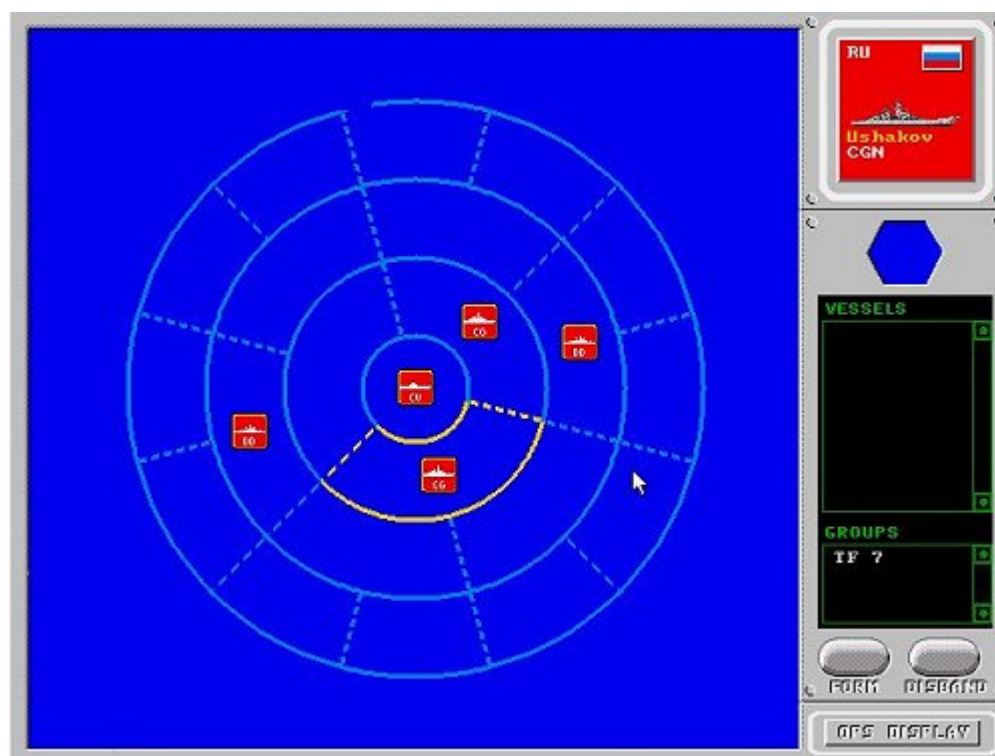 RU
Ushakov
CGN
CG
DD
CV
DD
CG
VESSELS
GROUPS
TF 7
FORM DISBAND
OPS DISPLAY